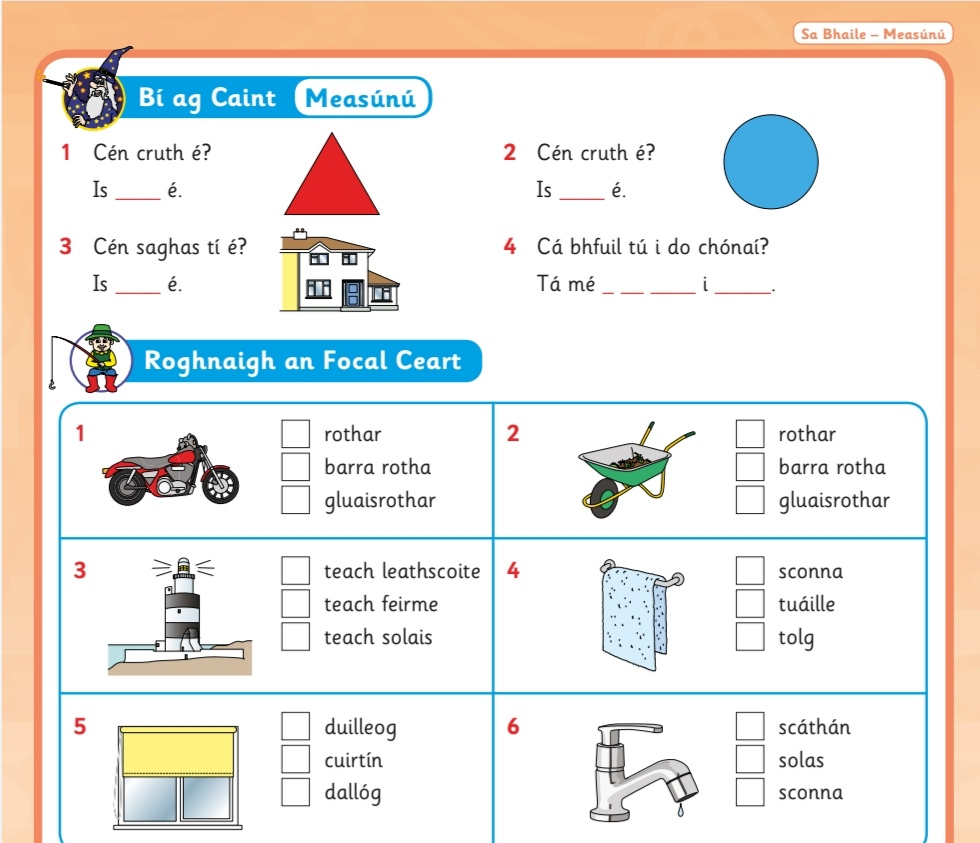 Sa Bhaile – Measúnú
Bí ag Caint Measúnú
1 Cén cruth é?
Is _____ é.
2 Cén cruth é?
Is _____ é.
3 Cén saghas tí é?
Is _____ é.
4 Cá bhfuil tú i do chónaí?
Tá mé _ __ ____ i _____.
Roghnaigh an Focal Ceart
1
rothar
barra rotha
gluaisrothar
2
rothar
barra rotha
gluaisrothar
3
teach leathscoite
teach feirme
teach solais
4
sconna
tuáille
tolg
5
duilleog
cuirtín
dallóg
6
scáthán
solas
sconna